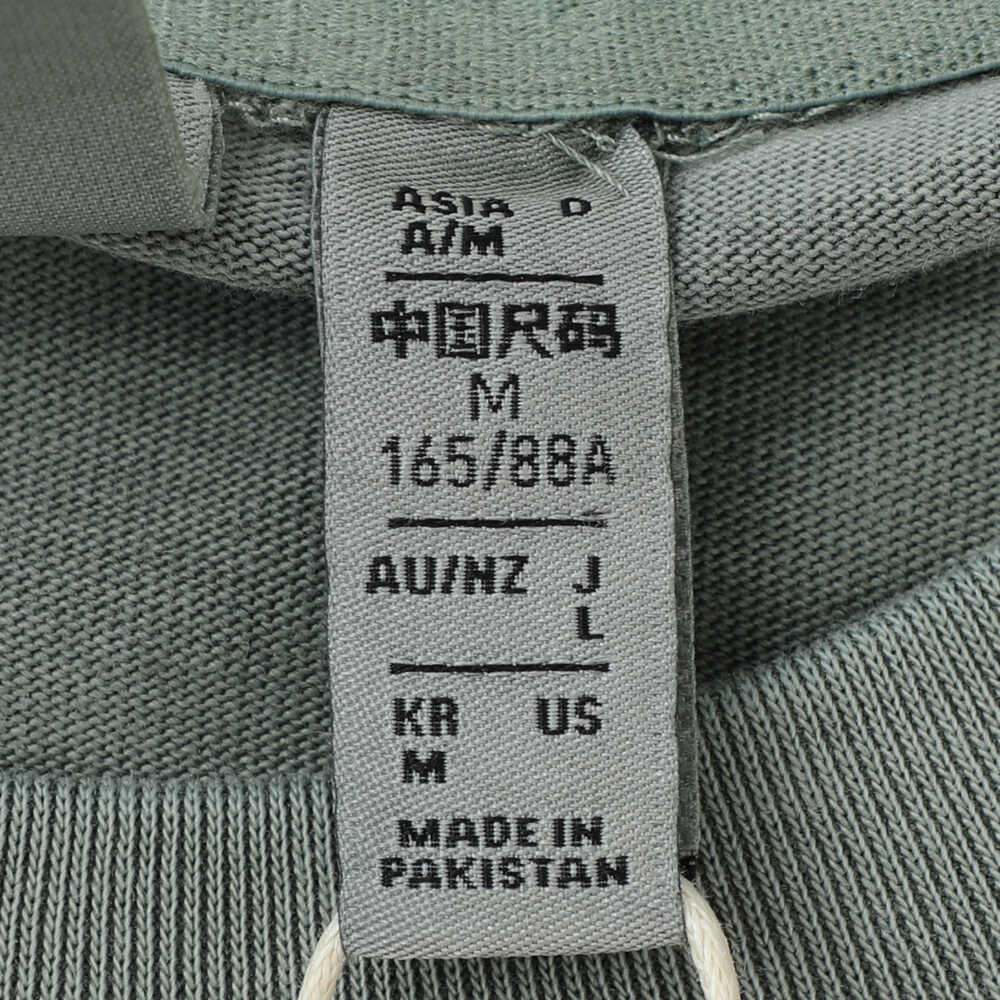 ASIA D
A/M
中国尺码
M
165/88A
AU/NZ J
L
KR US
M
MADE IN
PAKISTAN